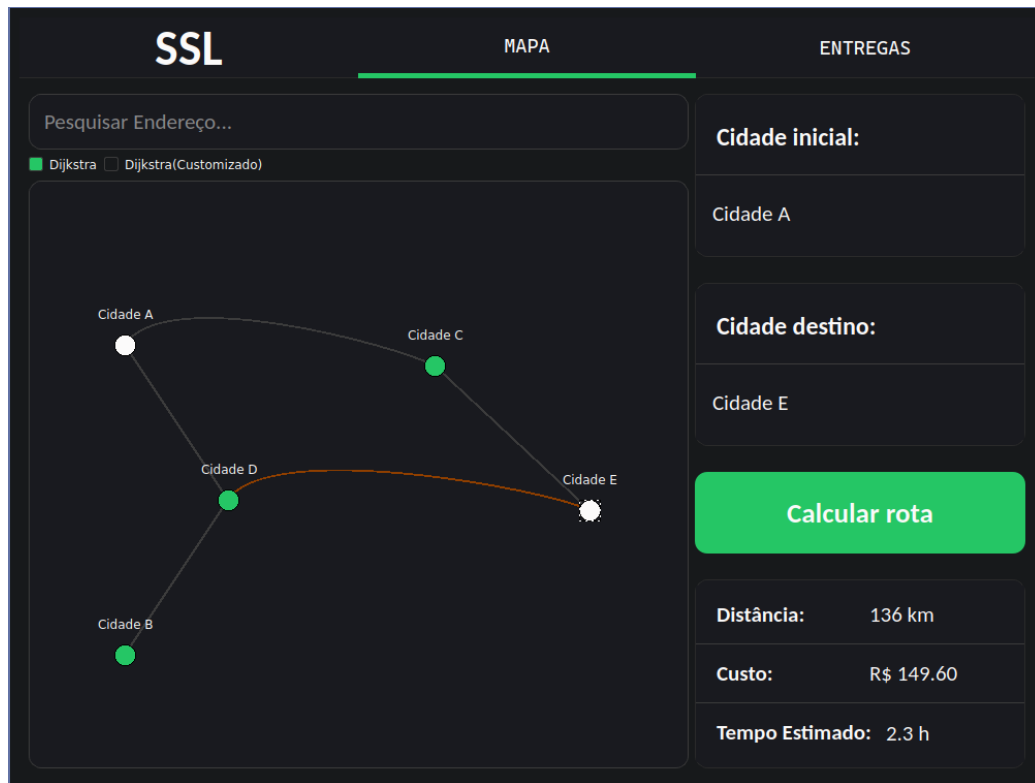 SSL
MAPA
ENTREGAS
Pesquisar Endereço...
Dijkstra
Dijkstra(Customizado)
Cidade A
Cidade C
Cidade D
Cidade E
Cidade B
Cidade inicial:
Cidade A
Cidade destino:
Cidade E
Calcular rota
Distância: 136 km
Custo: R$ 149.60
Tempo Estimado: 2.3 h